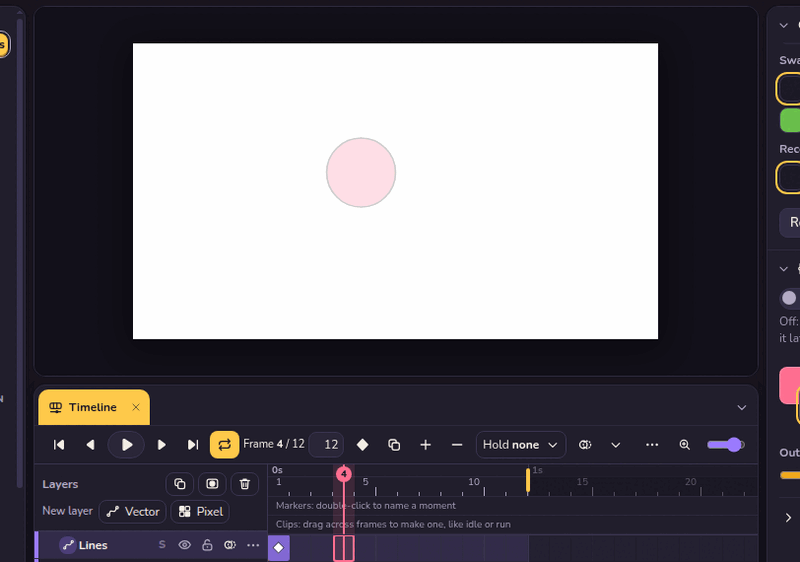 Swa
Rec
R
Off:
it la
Out
Timeline
Frame 4 / 12 12 Hold none
0s 1s
1 4 5 10 15 20
Layers
Markers: double-click to name a moment
New layer Vector Pixel
Clips: drag across frames to make one, like idle or run
Lines S